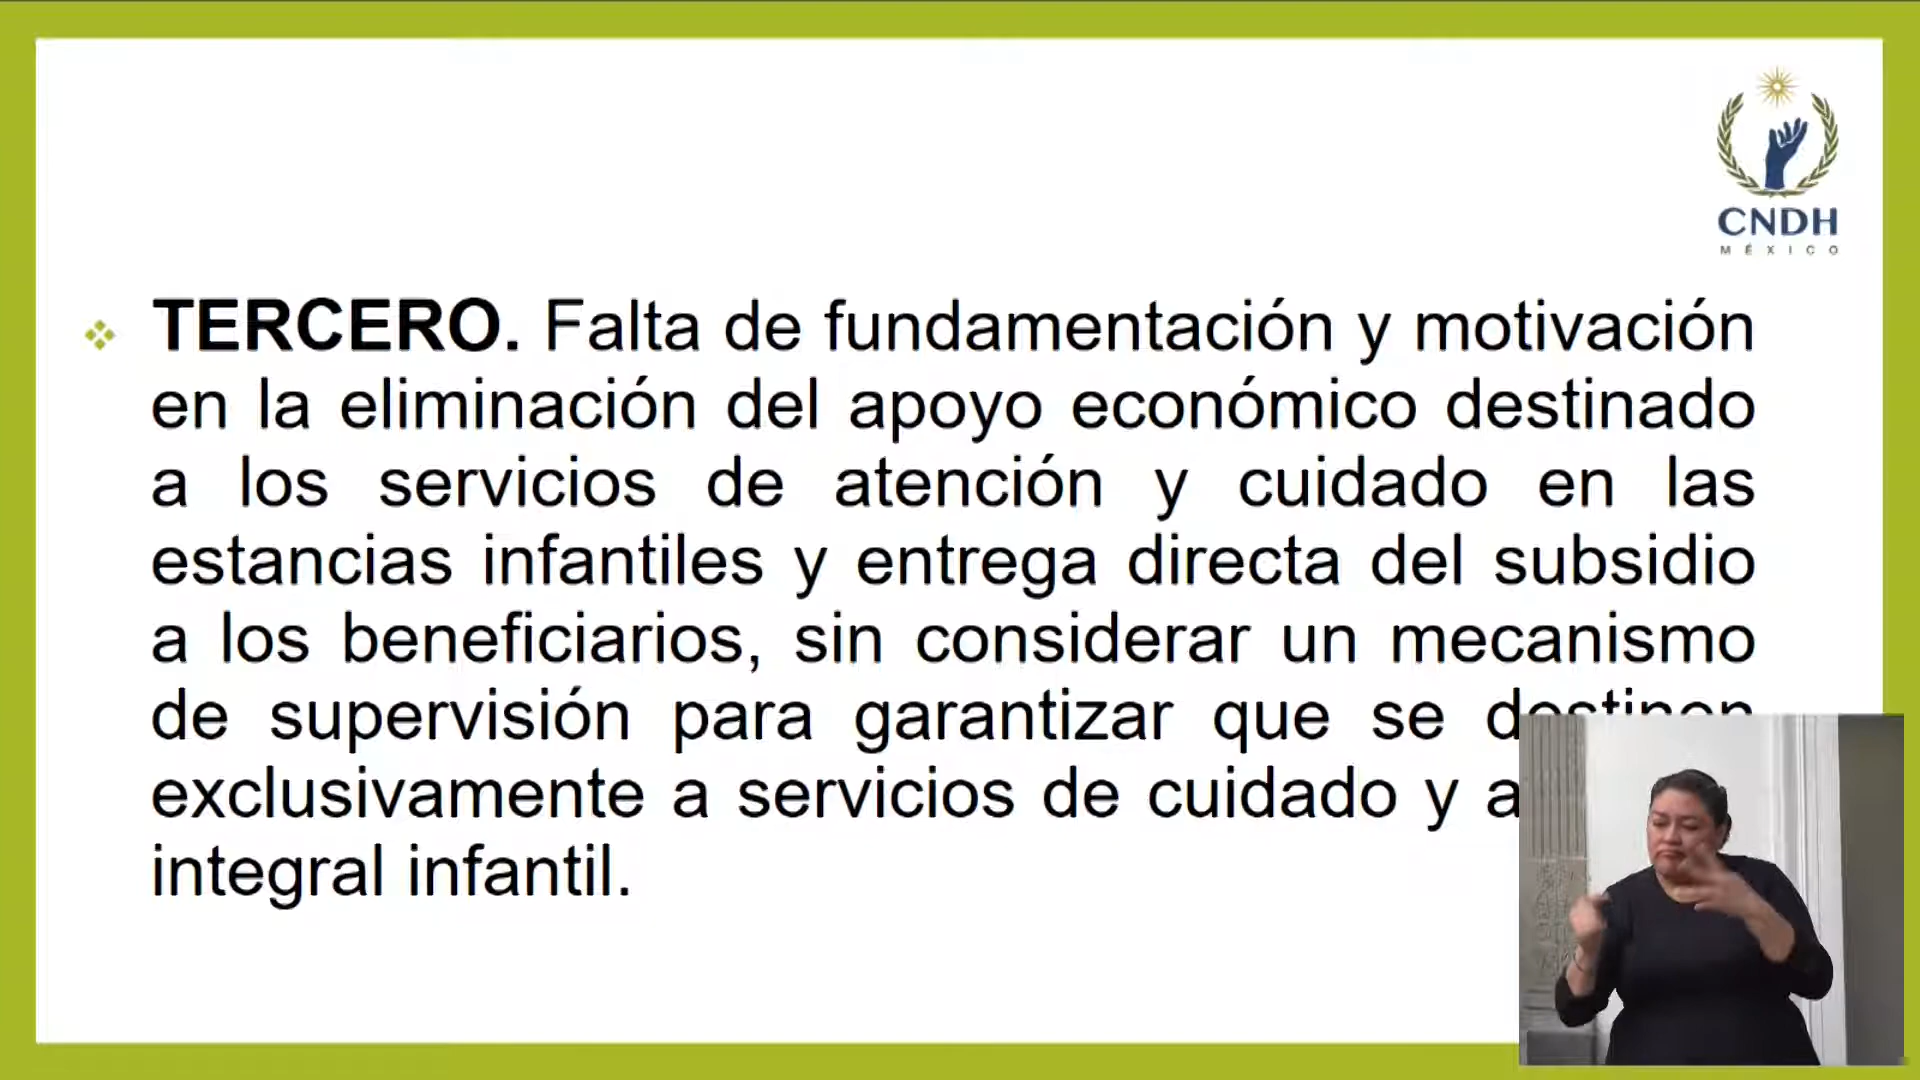 CNDH
MÉXICO
TERCERO. Falta de fundamentación y motivación
en la eliminación del apoyo económico destinado
a los servicios de atención y cuidado en las
estancias infantiles y entrega directa del subsidio
a los beneficiarios, sin considerar un mecanismo
de supervisión para garantizar que se destinen
exclusivamente a servicios de cuidado y
integral infantil.